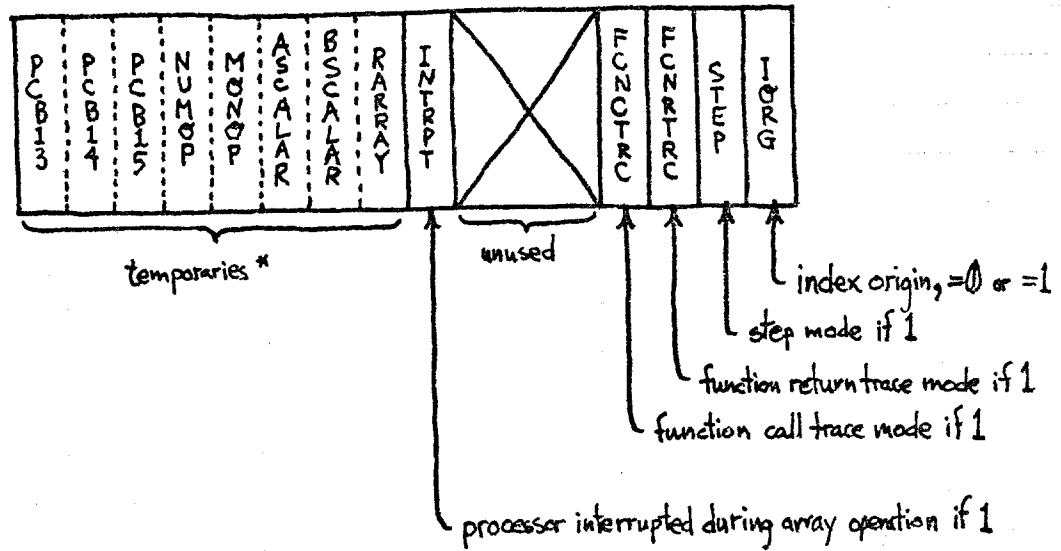 PCB13
PCB14
PCB15
NUMOP
MONOP
ASCALAR
BSCALAR
RARRAY
INTRPT
FCNCTRC
FCNRTRC
STEP
IORG
temporaries *
unused
index origin, =0 or =1
step mode if 1
function return trace mode if 1
function call trace mode if 1
processor interrupted during array operation if 1